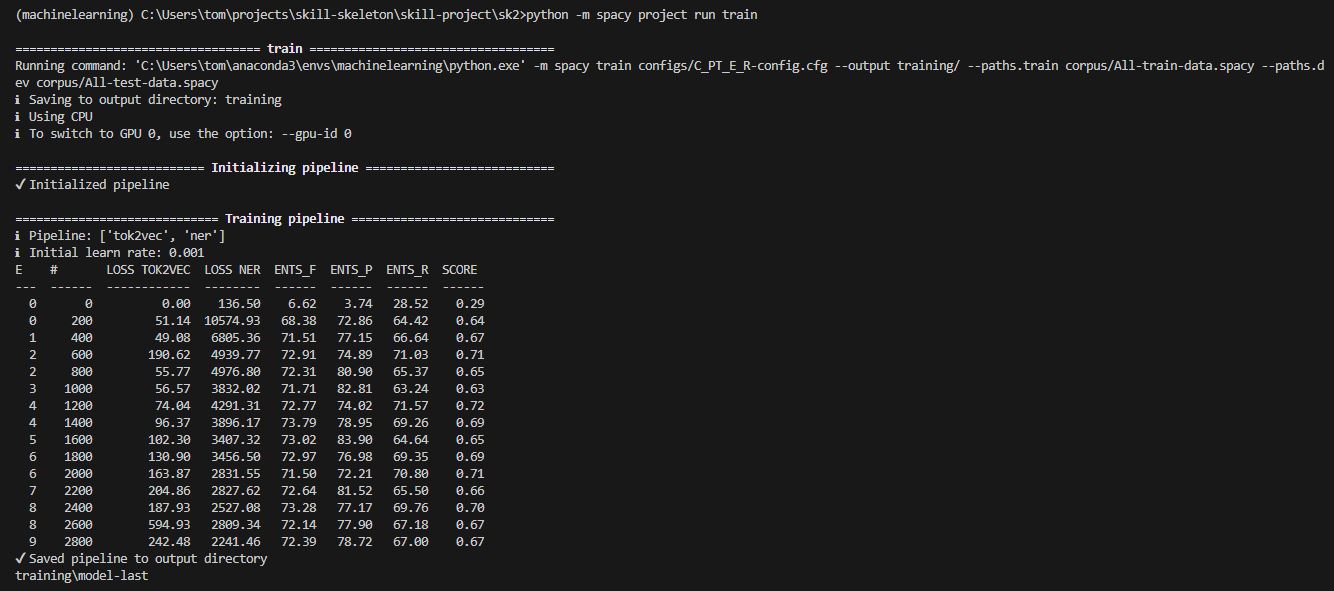 (machinelearning) C:\Users\tom\projects\skill-skeleton\skill-project\sk2>python -m spacy project run train
=================================== train ===================================
Running command: 'C:\Users\tom\anaconda3\envs\machinelearning\python.exe' -m spacy train configs/C_PT_E_R-config.cfg --output training/ --paths.train corpus/All-train-data.spacy --paths.d
ev corpus/All-test-data.spacy
ℹ Saving to output directory: training
ℹ Using CPU
ℹ To switch to GPU 0, use the option: --gpu-id 0
=========================== Initializing pipeline ===========================
✔ Initialized pipeline
============================= Training pipeline =============================
ℹ Pipeline: ['tok2vec', 'ner']
ℹ Initial learn rate: 0.001
E    #       LOSS TOK2VEC  LOSS NER  ENTS_F  ENTS_P  ENTS_R  SCORE
---  ------  ------------  --------  ------  ------  ------  ------
  0       0          0.00    136.50    6.62    3.74   28.52    0.29
  0     200         51.14  10574.93   68.38   72.86   64.42    0.64
  1     400         49.08   6805.36   71.51   77.15   66.64    0.67
  2     600        190.62   4939.77   72.91   74.89   71.03    0.71
  2     800         55.77   4976.80   72.31   80.90   65.37    0.65
  3    1000         56.57   3832.02   71.71   82.81   63.24    0.63
  4    1200         74.04   4291.31   72.77   74.02   71.57    0.72
  4    1400         96.37   3896.17   73.79   78.95   69.26    0.69
  5    1600        102.30   3407.32   73.02   83.90   64.64    0.65
  6    1800        130.90   3456.50   72.97   76.98   69.35    0.69
  6    2000        163.87   2831.55   71.50   72.21   70.80    0.71
  7    2200        204.86   2827.62   72.64   81.52   65.50    0.66
  8    2400        187.93   2527.08   73.28   77.17   69.76    0.70
  8    2600        594.93   2809.34   72.14   77.90   67.18    0.67
  9    2800        242.48   2241.46   72.39   78.72   67.00    0.67
✔ Saved pipeline to output directory
training\model-last